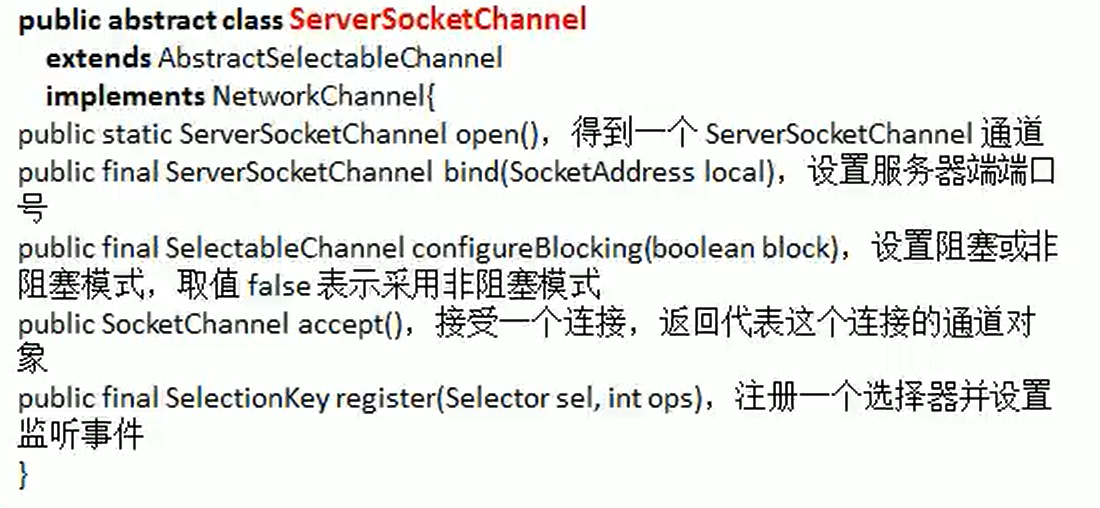 public abstract class ServerSocketChannel
extends AbstractSelectableChannel
implements NetworkChannel{
public static ServerSocketChannel open()，得到一个 ServerSocketChannel 通道
public final ServerSocketChannel bind(SocketAddress local)，设置服务器端端口
号
public final SelectableChannel configureBlocking(boolean block)，设置阻塞或非
阻塞模式，取值 false 表示采用非阻塞模式
public SocketChannel accept()，接受一个连接，返回代表这个连接的通道对
象
public final SelectionKey register(Selector sel, int ops)，注册一个选择器并设置
监听事件
}